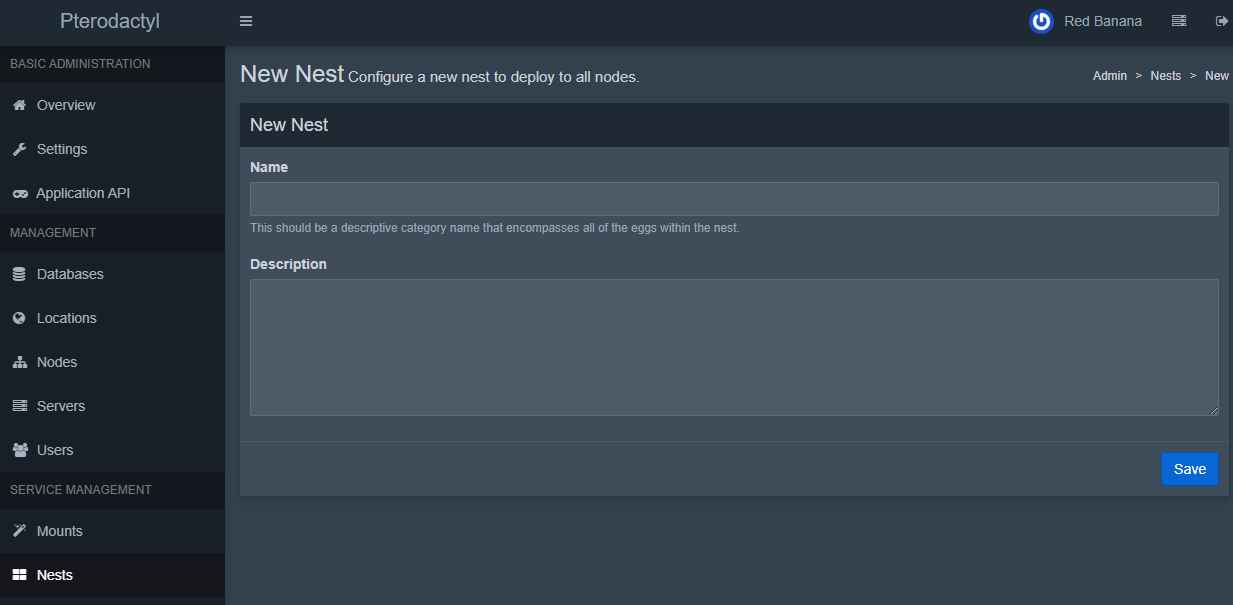 Pterodactyl
Red Banana
BASIC ADMINISTRATION
Overview
Settings
Application API
MANAGEMENT
Databases
Locations
Nodes
Servers
Users
SERVICE MANAGEMENT
Mounts
Nests
New Nest Configure a new nest to deploy to all nodes.
Admin > Nests > New
New Nest
Name
This should be a descriptive category name that encompasses all of the eggs within the nest.
Description
Save